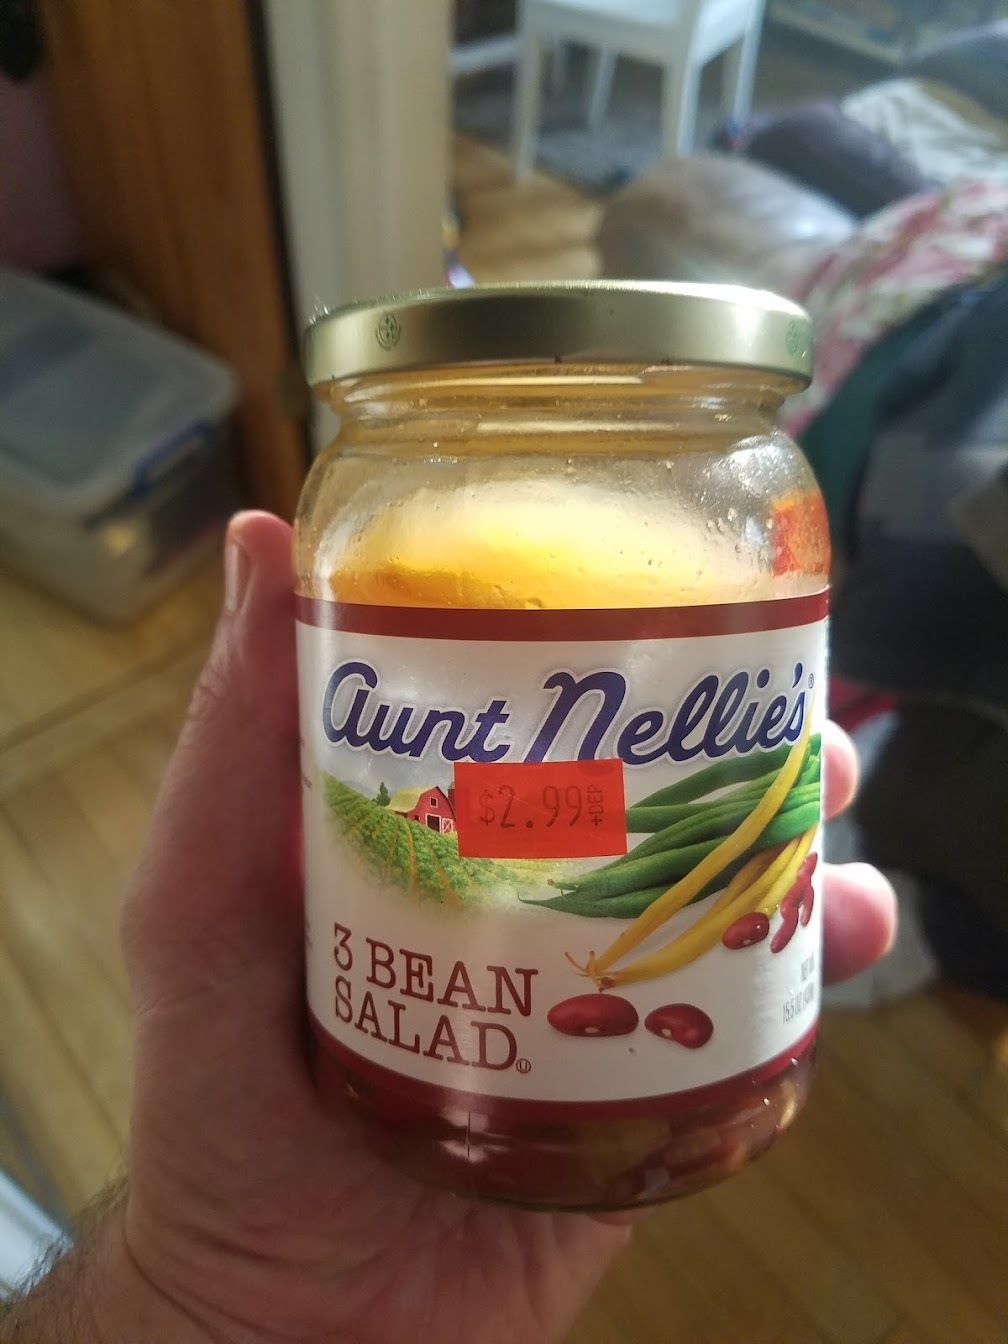 Aunt Nellie's®
$2.99 +DEP
3 BEAN
SALAD